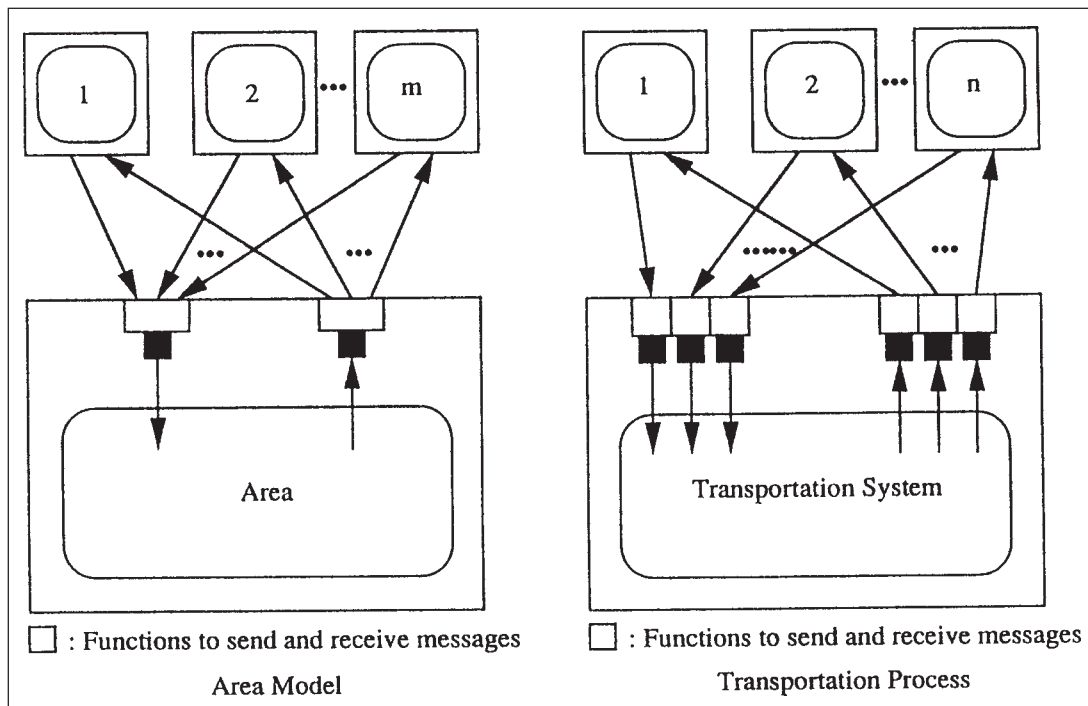 1 2 ••• m
••• •••
Area
: Functions to send and receive messages
Area Model
1 2 ••• n
•••••• •••
Transportation System
: Functions to send and receive messages
Transportation Process